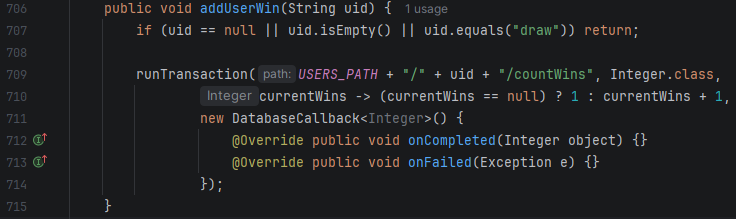 706 public void addUserWin(String uid) { 1 usage
707 if (uid == null || uid.isEmpty() || uid.equals("draw")) return;
708
709 runTransaction( path: USERS_PATH + "/" + uid + "/countWins", Integer.class,
710 Integer currentWins -> (currentWins == null) ? 1 : currentWins + 1,
711 new DatabaseCallback<Integer>() {
712 @Override public void onCompleted(Integer object) {}
713 @Override public void onFailed(Exception e) {}
714 });
715 }